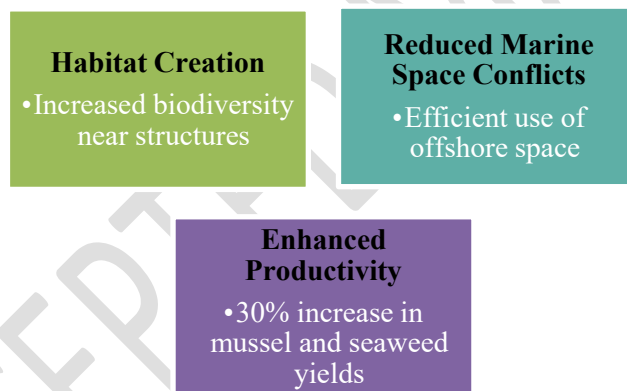 Habitat Creation
•Increased biodiversity
near structures
Reduced Marine
Space Conflicts
•Efficient use of
offshore space
Enhanced
Productivity
•30% increase in
mussel and seaweed
yields